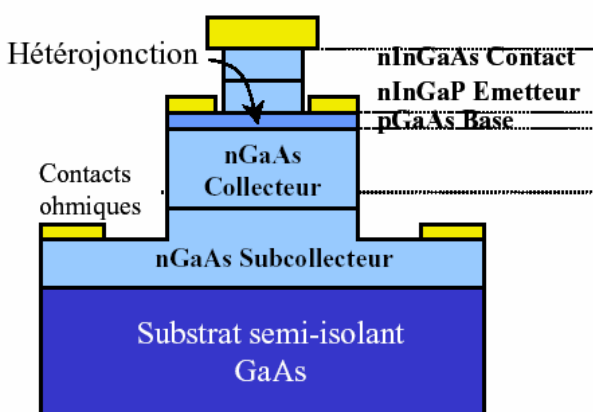 Hétérojonction
nInGaAs Contact
nInGaP Emetteur
pGaAs Base
nGaAs
Collecteur
Contacts
ohmiques
nGaAs Subcollecteur
Substrat semi-isolant
GaAs